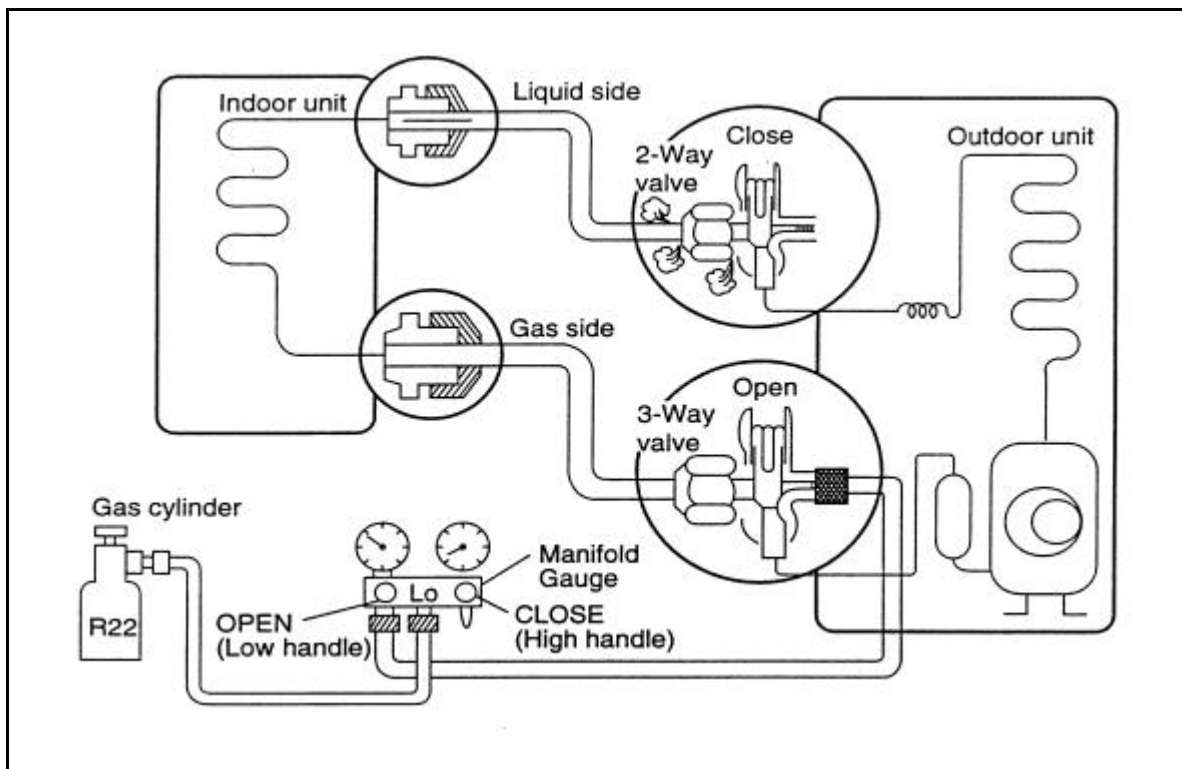 Indoor unit
Liquid side
Close
2-Way
valve
Outdoor unit
Gas side
Open
3-Way
valve
Gas cylinder
R22
Manifold
Gauge
Lo
OPEN
(Low handle)
CLOSE
(High handle)